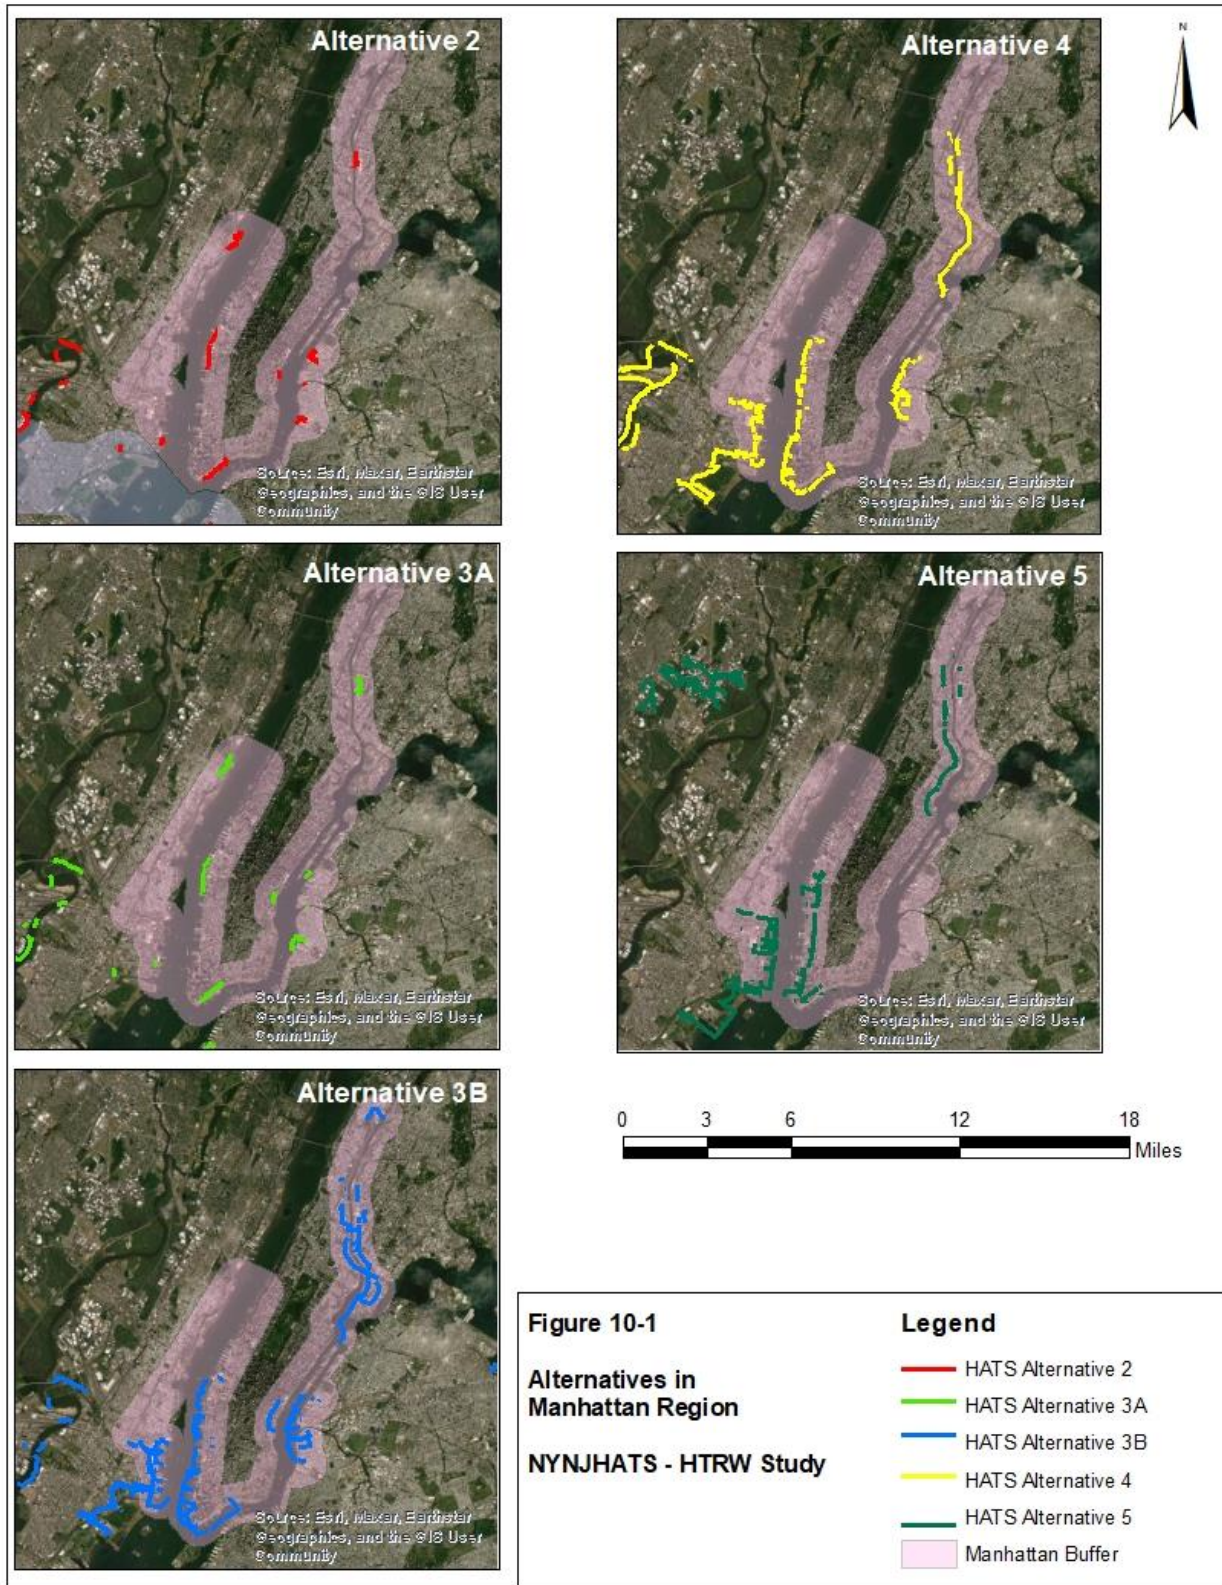 Alternative 2
Source: Esri, Maxar, Earthstar
Geographics, and the GIS User
Community
Alternative 4
N
Source: Esri, Maxar, Earthstar
Geographics, and the GIS User
Community
Alternative 3A
Source: Esri, Maxar, Earthstar
Geographics, and the GIS User
Community
Alternative 5
Source: Esri, Maxar, Earthstar
Geographics, and the GIS User
Community
Alternative 3B
Source: Esri, Maxar, Earthstar
Geographics, and the GIS User
Community
0 3 6 12 18
Miles
Figure 10-1
Alternatives in
Manhattan Region
NYNJHATS - HTRW Study
Legend
HATS Alternative 2
HATS Alternative 3A
HATS Alternative 3B
HATS Alternative 4
HATS Alternative 5
Manhattan Buffer